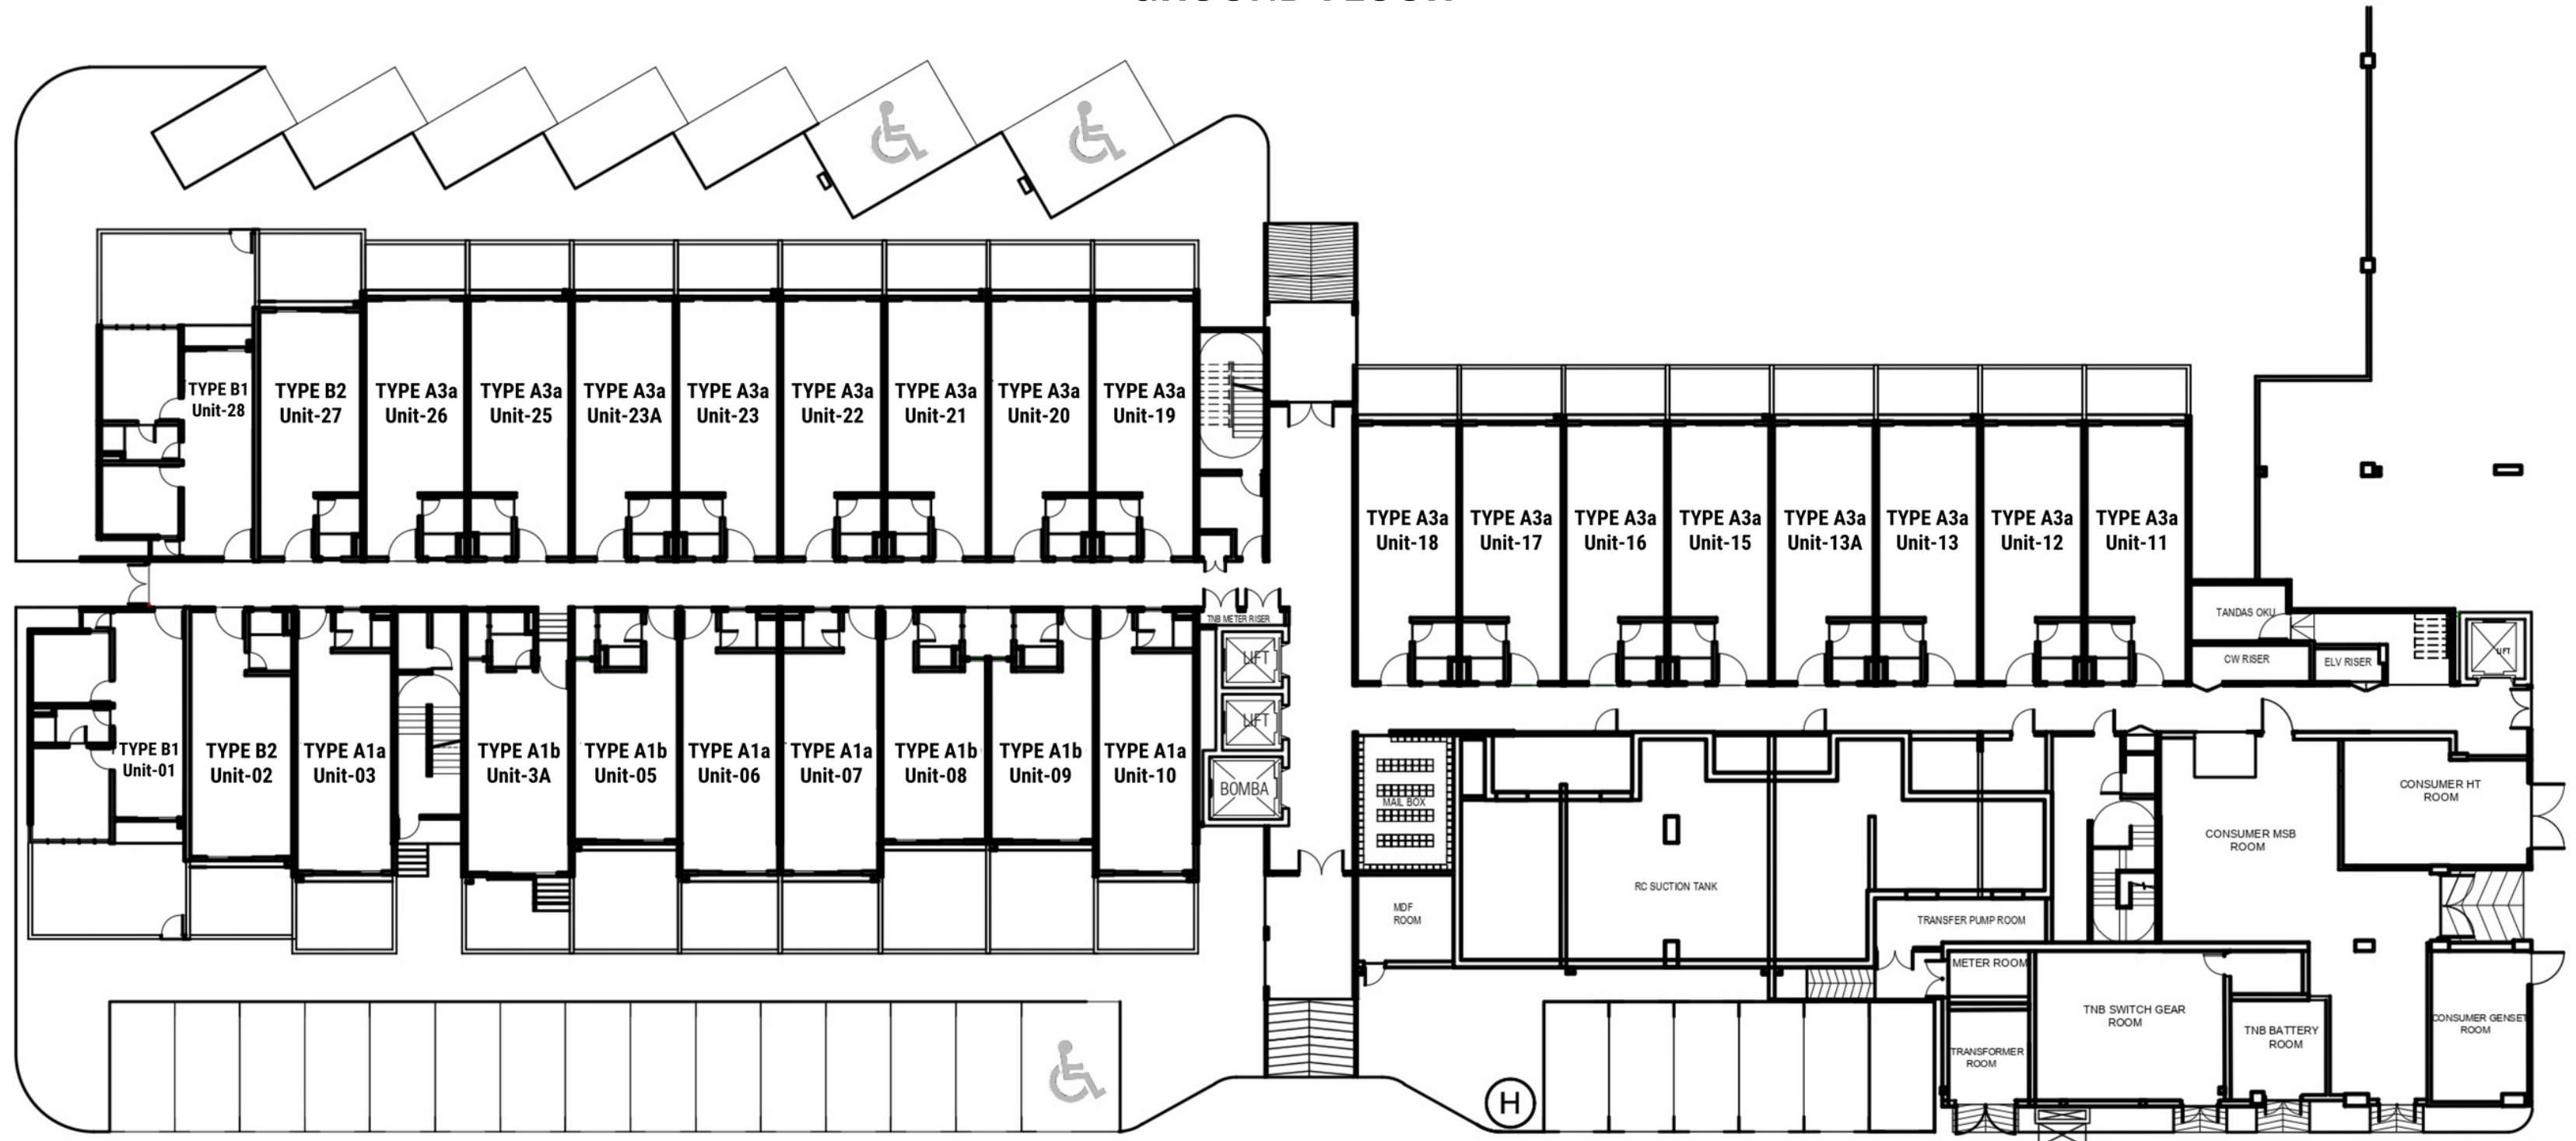 GROUND FLOOR
TYPE B1
Unit-28
TYPE B2
Unit-27
TYPE A3a
Unit-26
TYPE A3a
Unit-25
TYPE A3a
Unit-23A
TYPE A3a
Unit-23
TYPE A3a
Unit-22
TYPE A3a
Unit-21
TYPE A3a
Unit-20
TYPE A3a
Unit-19
TYPE A3a
Unit-18
TYPE A3a
Unit-17
TYPE A3a
Unit-16
TYPE A3a
Unit-15
TYPE A3a
Unit-13A
TYPE A3a
Unit-13
TYPE A3a
Unit-12
TYPE A3a
Unit-11
TANDAS OKU
CW RISER
ELV RISER
LIFT
TNB METER RISER
LIFT
LIFT
BOMBA
TYPE B1
Unit-01
TYPE B2
Unit-02
TYPE A1a
Unit-03
TYPE A1b
Unit-3A
TYPE A1b
Unit-05
TYPE A1a
Unit-06
TYPE A1a
Unit-07
TYPE A1b
Unit-08
TYPE A1b
Unit-09
TYPE A1a
Unit-10
MAIL BOX
MDF
ROOM
RC SUCTION TANK
TRANSFER PUMP ROOM
CONSUMER MSB
ROOM
CONSUMER HT
ROOM
METER ROOM
TNB SWITCH GEAR
ROOM
TRANSFORMER
ROOM
TNB BATTERY
ROOM
CONSUMER GENSET
ROOM
H